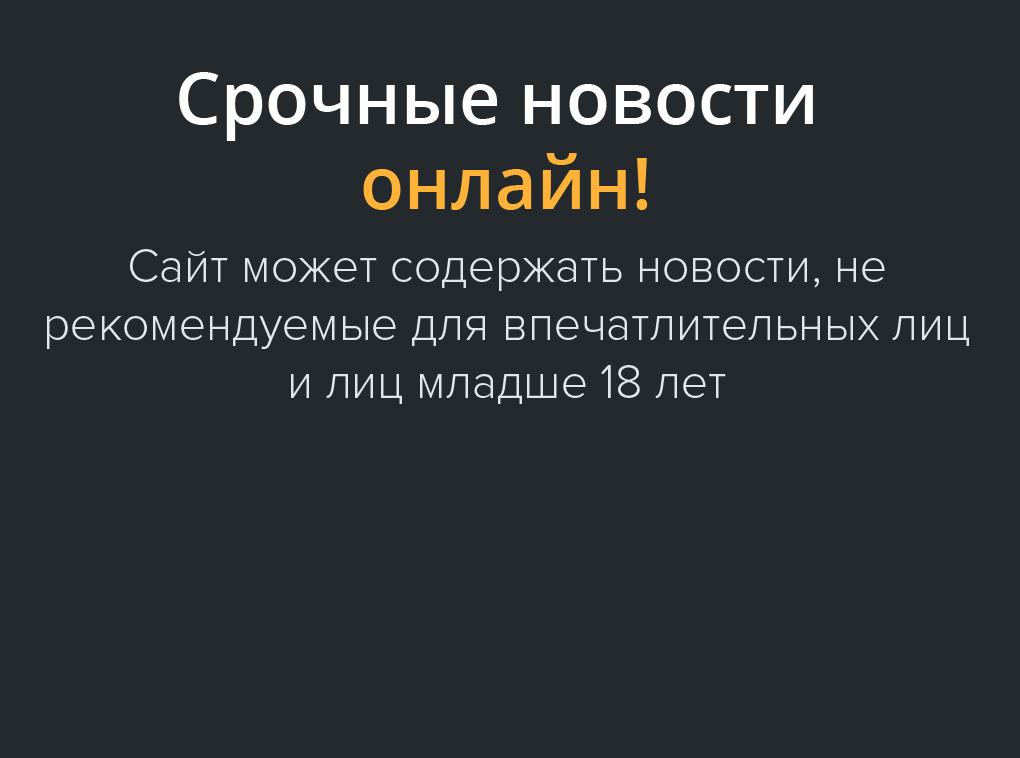 Срочные новости
онлайн!
Сайт может содержать новости, не
рекомендуемые для впечатлительных лиц
и лиц младше 18 лет